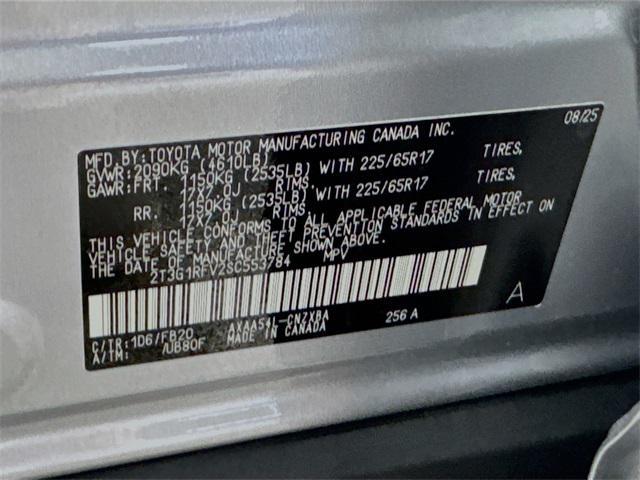 08/25
MFD.BY:TOYOTA MOTOR MANUFACTURING CANADA INC.
GVWR:2090KG (4610LB)
GAWR:FRT. 1150KG (2535LB) WITH 225/65R17 TIRES,
17X7.0J RIMS,
RR. 1150KG (2535LB) WITH 225/65R17 TIRES,
17X7.0J RIMS.
THIS VEHICLE CONFORMS TO ALL APPLICABLE FEDERAL MOTOR
VEHICLE SAFETY AND THEFT PREVENTION STANDARDS IN EFFECT ON
THE DATE OF MANUFACTURE SHOWN ABOVE.
2T3G1RFV2SC553784 MPV
C/TR:1D6/FB20 AXAA54L-CNZXBA 256A A
A/TM: /UB80F MADE IN CANADA